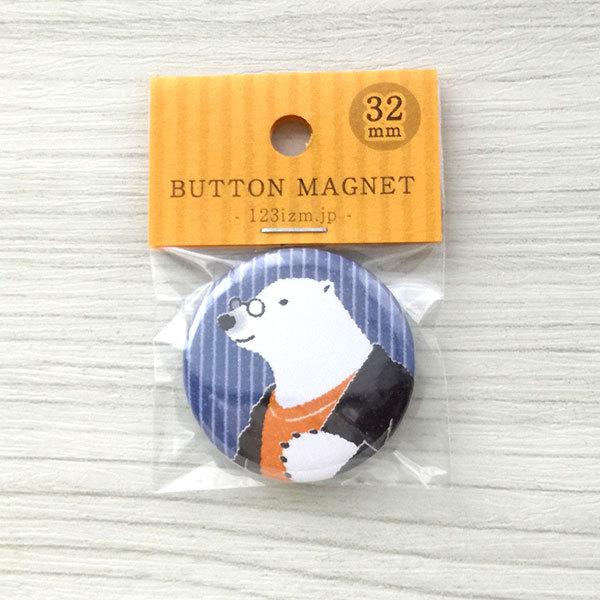 32
mm
BUTTON MAGNET
- 123izm.jp -